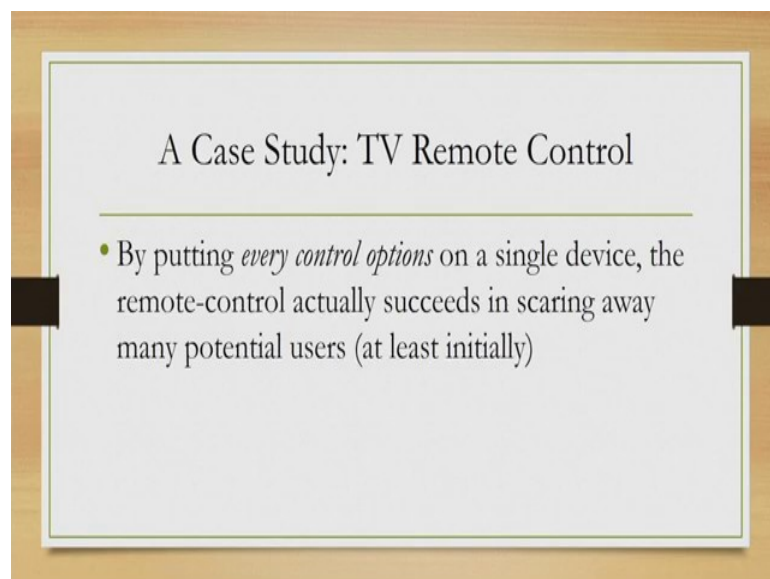 A Case Study: TV Remote Control
• By putting every control options on a single device, the
remote-control actually succeeds in scaring away
many potential users (at least initially)